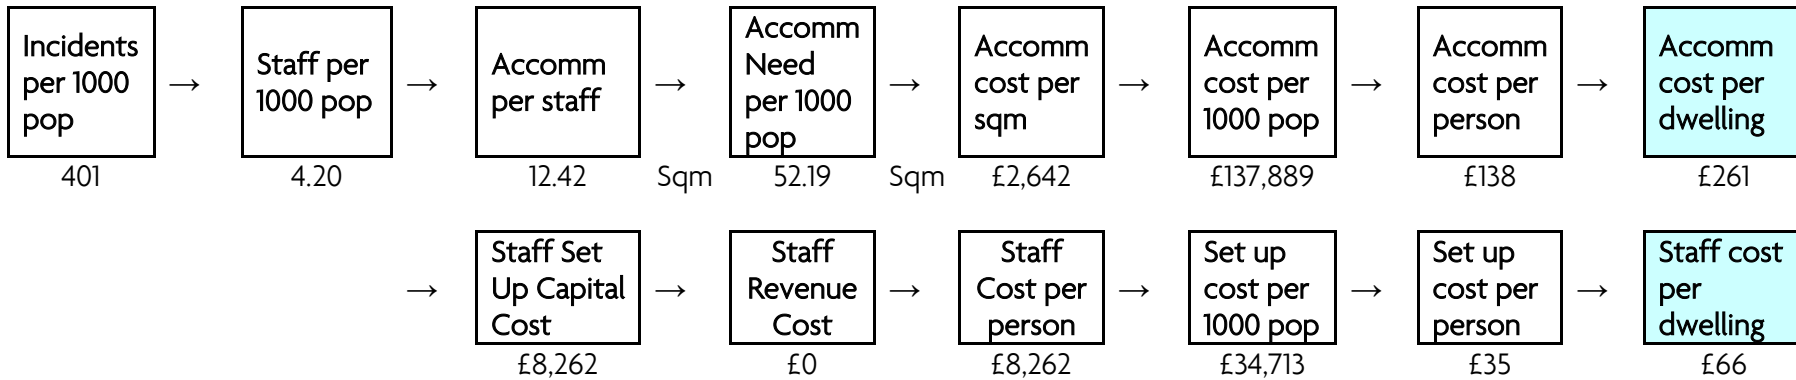 Incidents
per 1000
pop
→
Staff per
1000 pop
→
Accomm
per staff
→
Accomm
Need
per 1000
pop
→
Accomm
cost per
sqm
→
Accomm
cost per
1000 pop
→
Accomm
cost per
person
→
Accomm
cost per
dwelling
401
4.20
12.42
Sqm
52.19
Sqm
£2,642
£137,889
£138
£261
→
Staff Set
Up Capital
Cost
→
Staff
Revenue
Cost
→
Staff
Cost per
person
→
Set up
cost per
1000 pop
→
Set up
cost per
person
→
Staff cost
per
dwelling
£8,262
£0
£8,262
£34,713
£35
£66